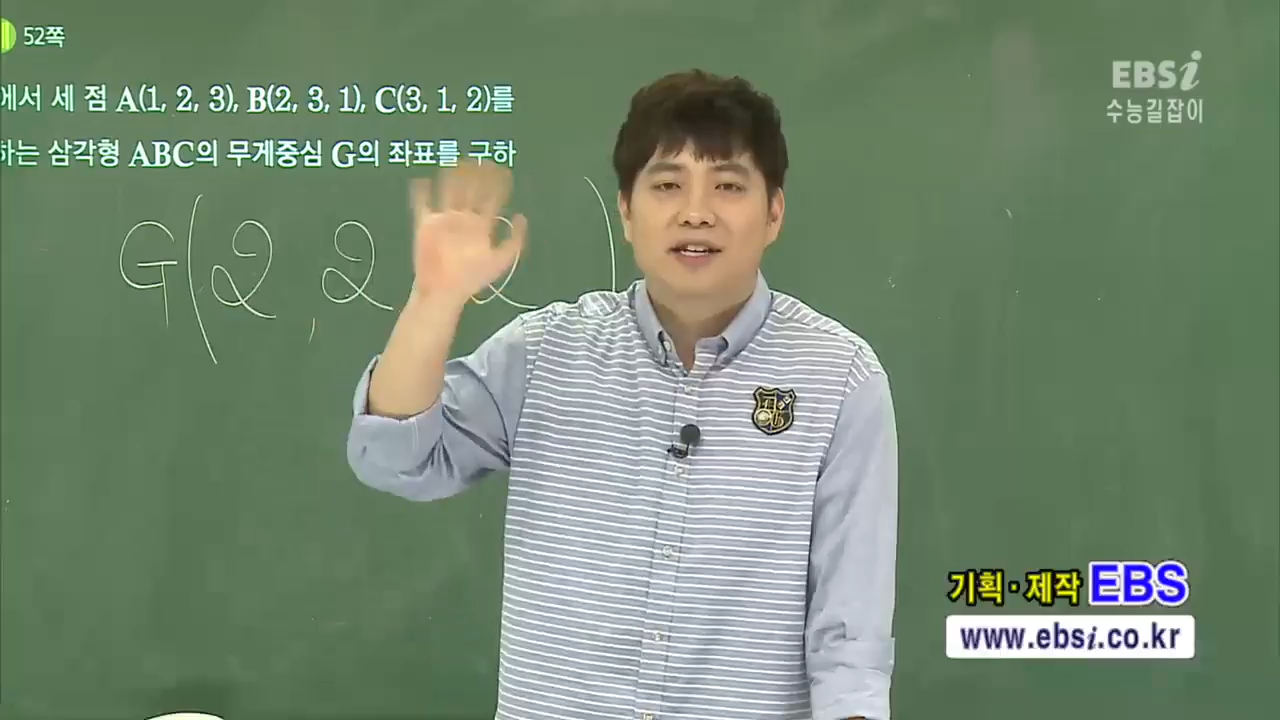 52쪽
에서 세 점 A(1, 2, 3), B(2, 3, 1), C(3, 1, 2)를
하는 삼각형 ABC의 무게중심 G의 좌표를 구하
G(2, 2, 2)
EBSi
수능길잡이
기획·제작 EBS
www.ebsi.co.kr